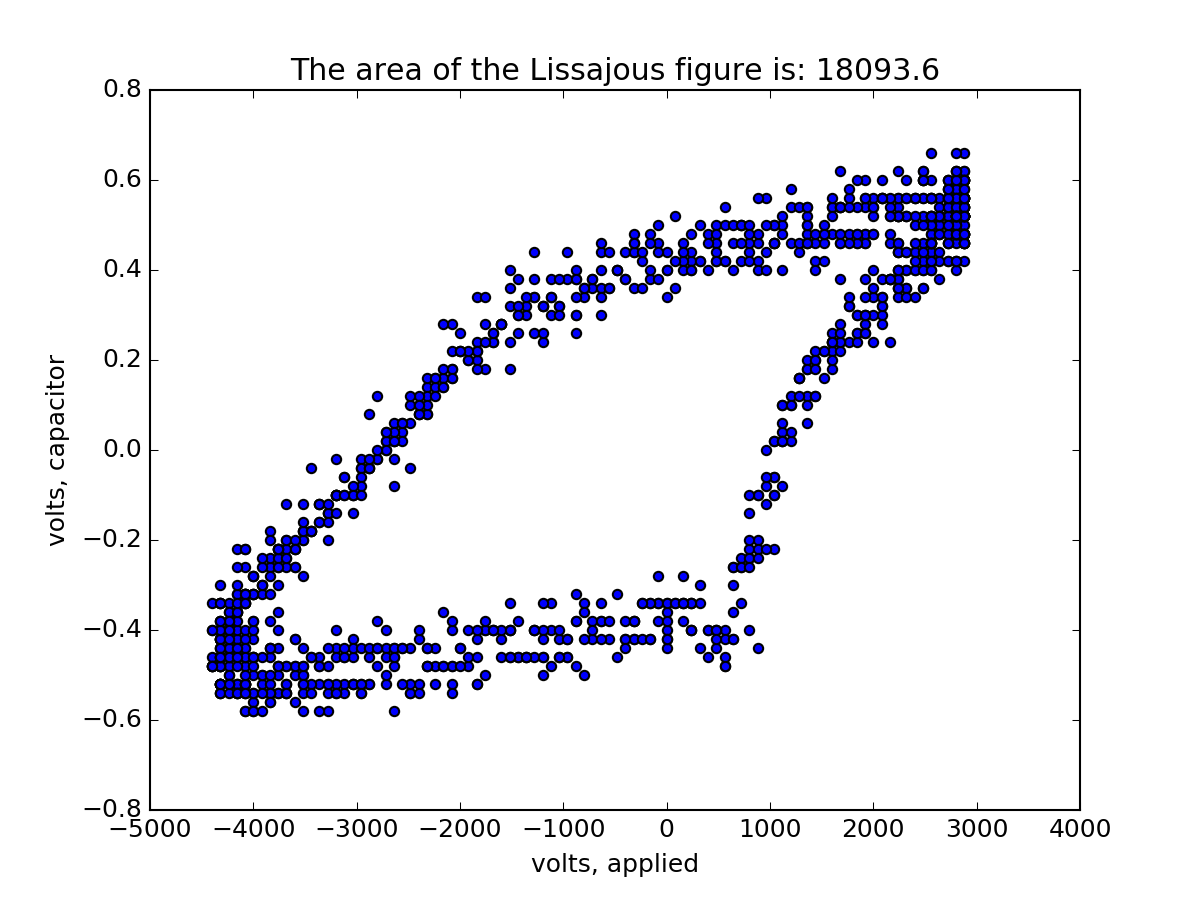 The area of the Lissajous figure is: 18093.6
0.8
0.6
0.4
0.2
0.0
−0.2
−0.4
−0.6
−0.8
volts, capacitor
−5000 −4000 −3000 −2000 −1000 0 1000 2000 3000 4000
volts, applied